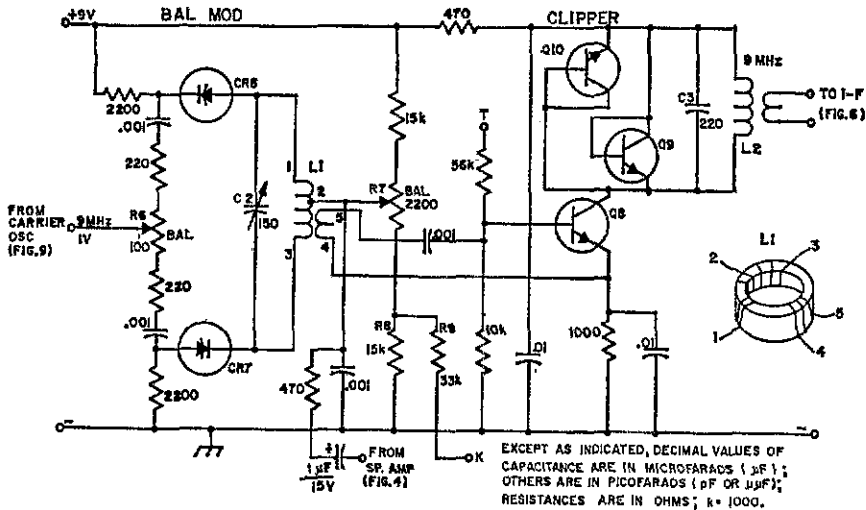 +9V
BAL MOD
470
CLIPPER
Q10
9 MHz
CR6
2200
.001
15k
T
C3
220
TO I-F
(FIG.6)
L2
Q9
1
L1
2
220
56k
R7
BAL
2200
C2
150
FROM
CARRIER
OSC
(FIG.9)
9MHz
1V
R6
100
BAL
5
Q8
.001
3
4
L1
2
3
220
1
5
4
.001
R8
15k
R9
33k
10k
.01
1000
.01
CR7
470
.001
2200
-
-
+
1 µF
15V
FROM
SP. AMP
(FIG.4)
K
EXCEPT AS INDICATED, DECIMAL VALUES OF
CAPACITANCE ARE IN MICROFARADS ( µF );
OTHERS ARE IN PICOFARADS ( pF OR µµF);
RESISTANCES ARE IN OHMS; k= 1000.